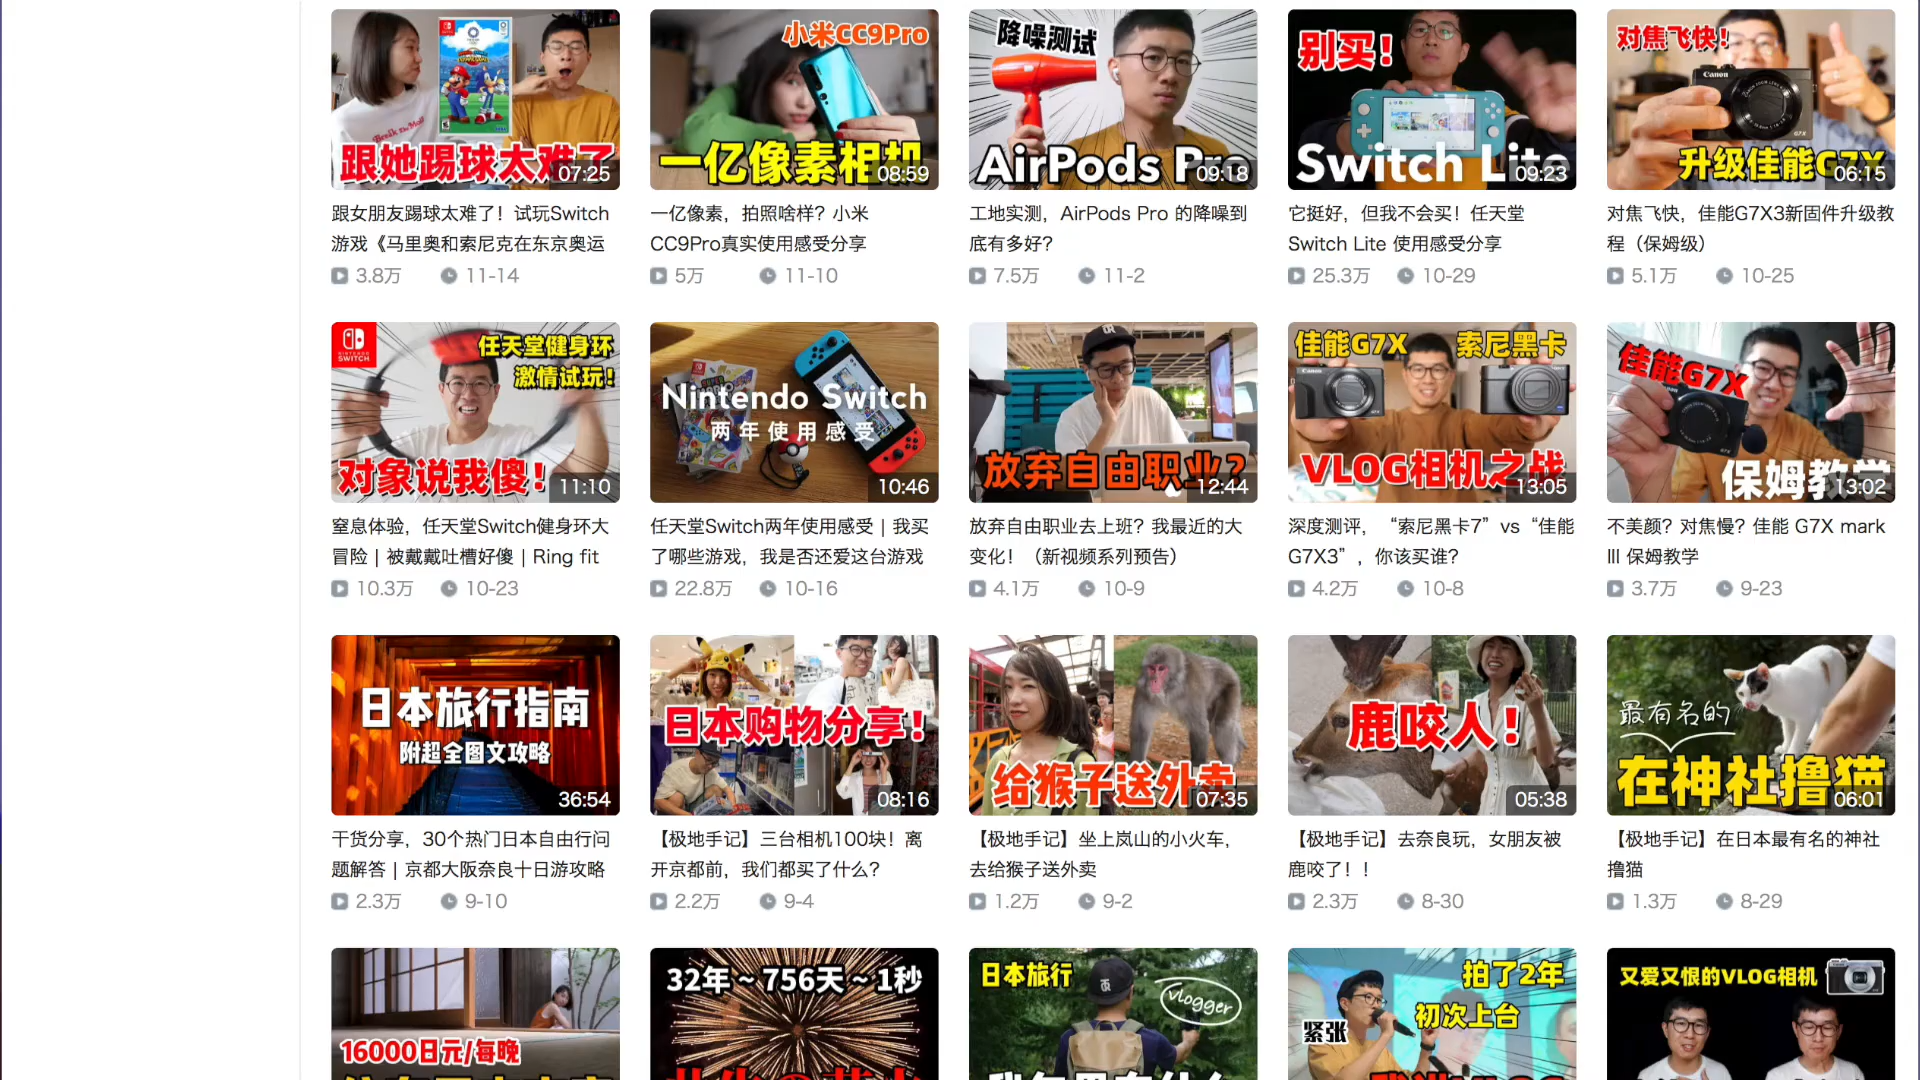 跟她踢球太难了
07:25
跟女朋友踢球太难了！试玩Switch
游戏《马里奥和索尼克在东京奥运
3.8万 11-14
小米CC9Pro
一亿像素相机
08:59
一亿像素，拍照啥样？小米
CC9Pro真实使用感受分享
5万 11-10
降噪测试
AirPods Pro
09:18
工地实测，AirPods Pro 的降噪到
底有多好？
7.5万 11-2
别买！
Switch Lite
09:23
它挺好，但我不会买！任天堂
Switch Lite 使用感受分享
25.3万 10-29
对焦飞快！
Canon
G7X
升级佳能G7X
06:15
对焦飞快，佳能G7X3新固件升级教
程（保姆级）
5.1万 10-25
NINTENDO
SWITCH
任天堂健身环
激情试玩！
对象说我傻！
11:10
窒息体验，任天堂Switch健身环大
冒险 | 被戴戴吐槽好傻 | Ring fit
10.3万 10-23
Nintendo Switch
两年使用感受
10:46
任天堂Switch两年使用感受 | 我买
了哪些游戏，我是否还爱这台游戏
22.8万 10-16
放弃自由职业？
12:44
放弃自由职业去上班？我最近的大
变化！（新视频系列预告）
4.1万 10-9
佳能G7X 索尼黑卡
Canon
VLOG相机之战
13:05
深度测评，“索尼黑卡7”vs“佳能
G7X3”，你该买谁？
4.2万 10-8
佳能G7X
保姆教学
13:02
不美颜？对焦慢？佳能 G7X mark
III 保姆教学
3.7万 9-23
日本旅行指南
附超全图文攻略
36:54
干货分享，30个热门日本自由行问
题解答 | 京都大阪奈良十日游攻略
2.3万 9-10
日本购物分享！
08:16
【极地手记】三台相机100块！离
开京都前，我们都买了什么？
2.2万 9-4
给猴子送外卖
07:35
【极地手记】坐上岚山的小火车，
去给猴子送外卖
1.2万 9-2
鹿咬人！
05:38
【极地手记】去奈良玩，女朋友被
鹿咬了！！
2.3万 8-30
最有名的
在神社撸猫
06:01
【极地手记】在日本最有名的神社
撸猫
1.3万 8-29
16000日元/每晚
32年～756天～1秒
日本旅行
vlogger
拍了2年
初次上台
紧张
又爱又恨的VLOG相机